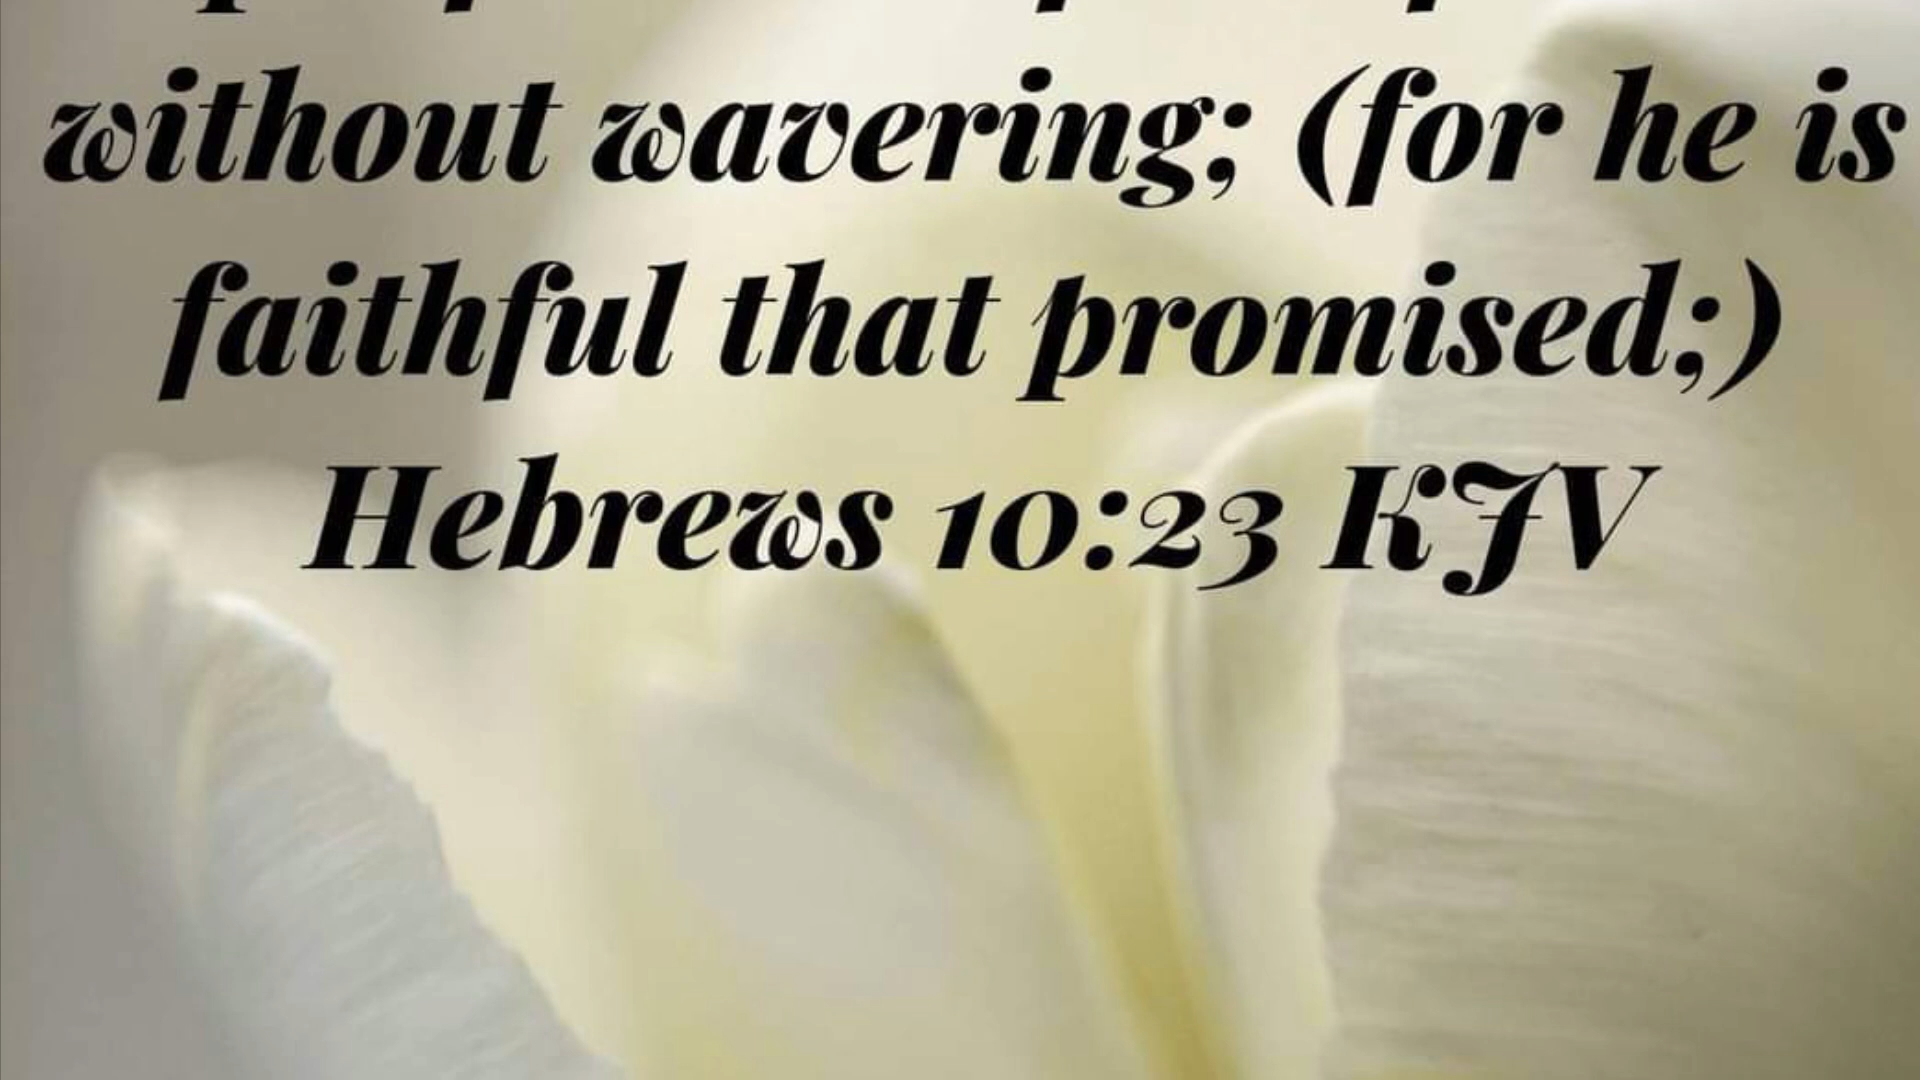 without wavering; (for he is
faithful that promised;)
Hebrews 10:23 KJV